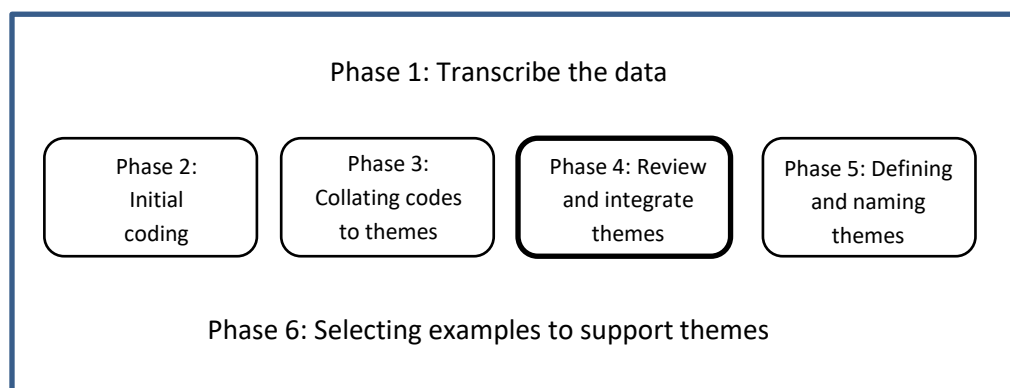 Phase 1: Transcribe the data
Phase 2:
Initial
coding
Phase 3:
Collating codes
to themes
Phase 4: Review
and integrate
themes
Phase 5: Defining
and naming
themes
Phase 6: Selecting examples to support themes